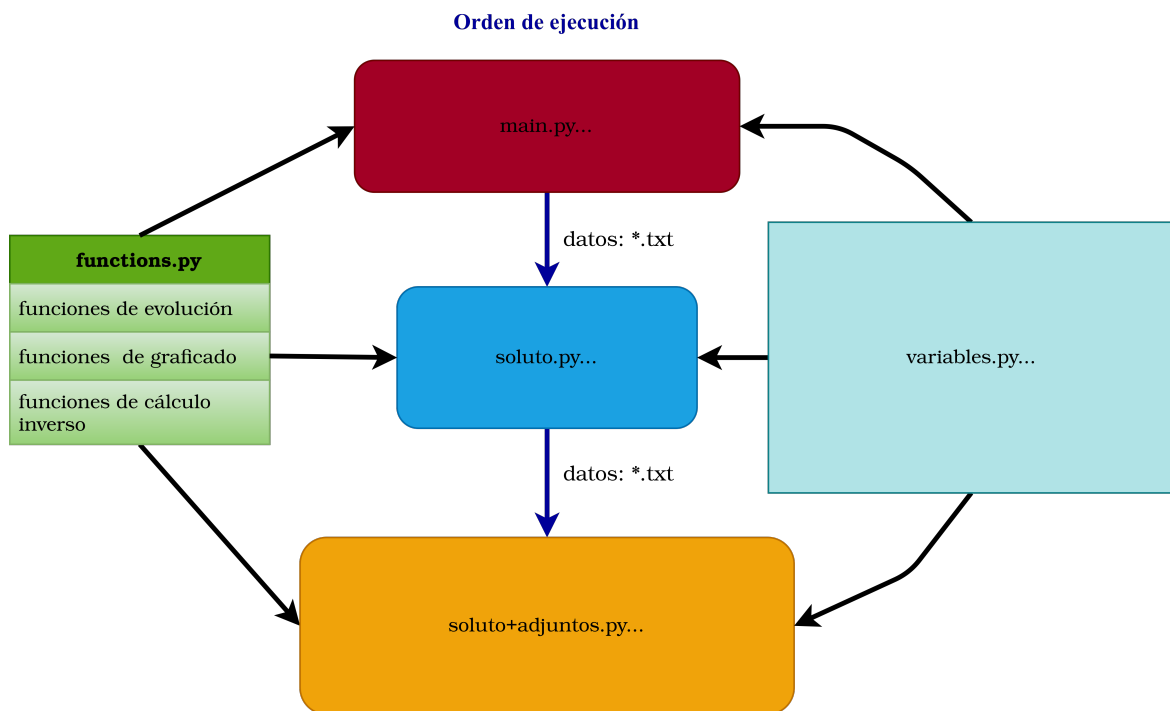 Orden de ejecución
main.py...
datos: *.txt
functions.py
funciones de evolución
funciones  de graficado
funciones de cálculo
inverso
soluto.py...
variables.py...
datos: *.txt
soluto+adjuntos.py...